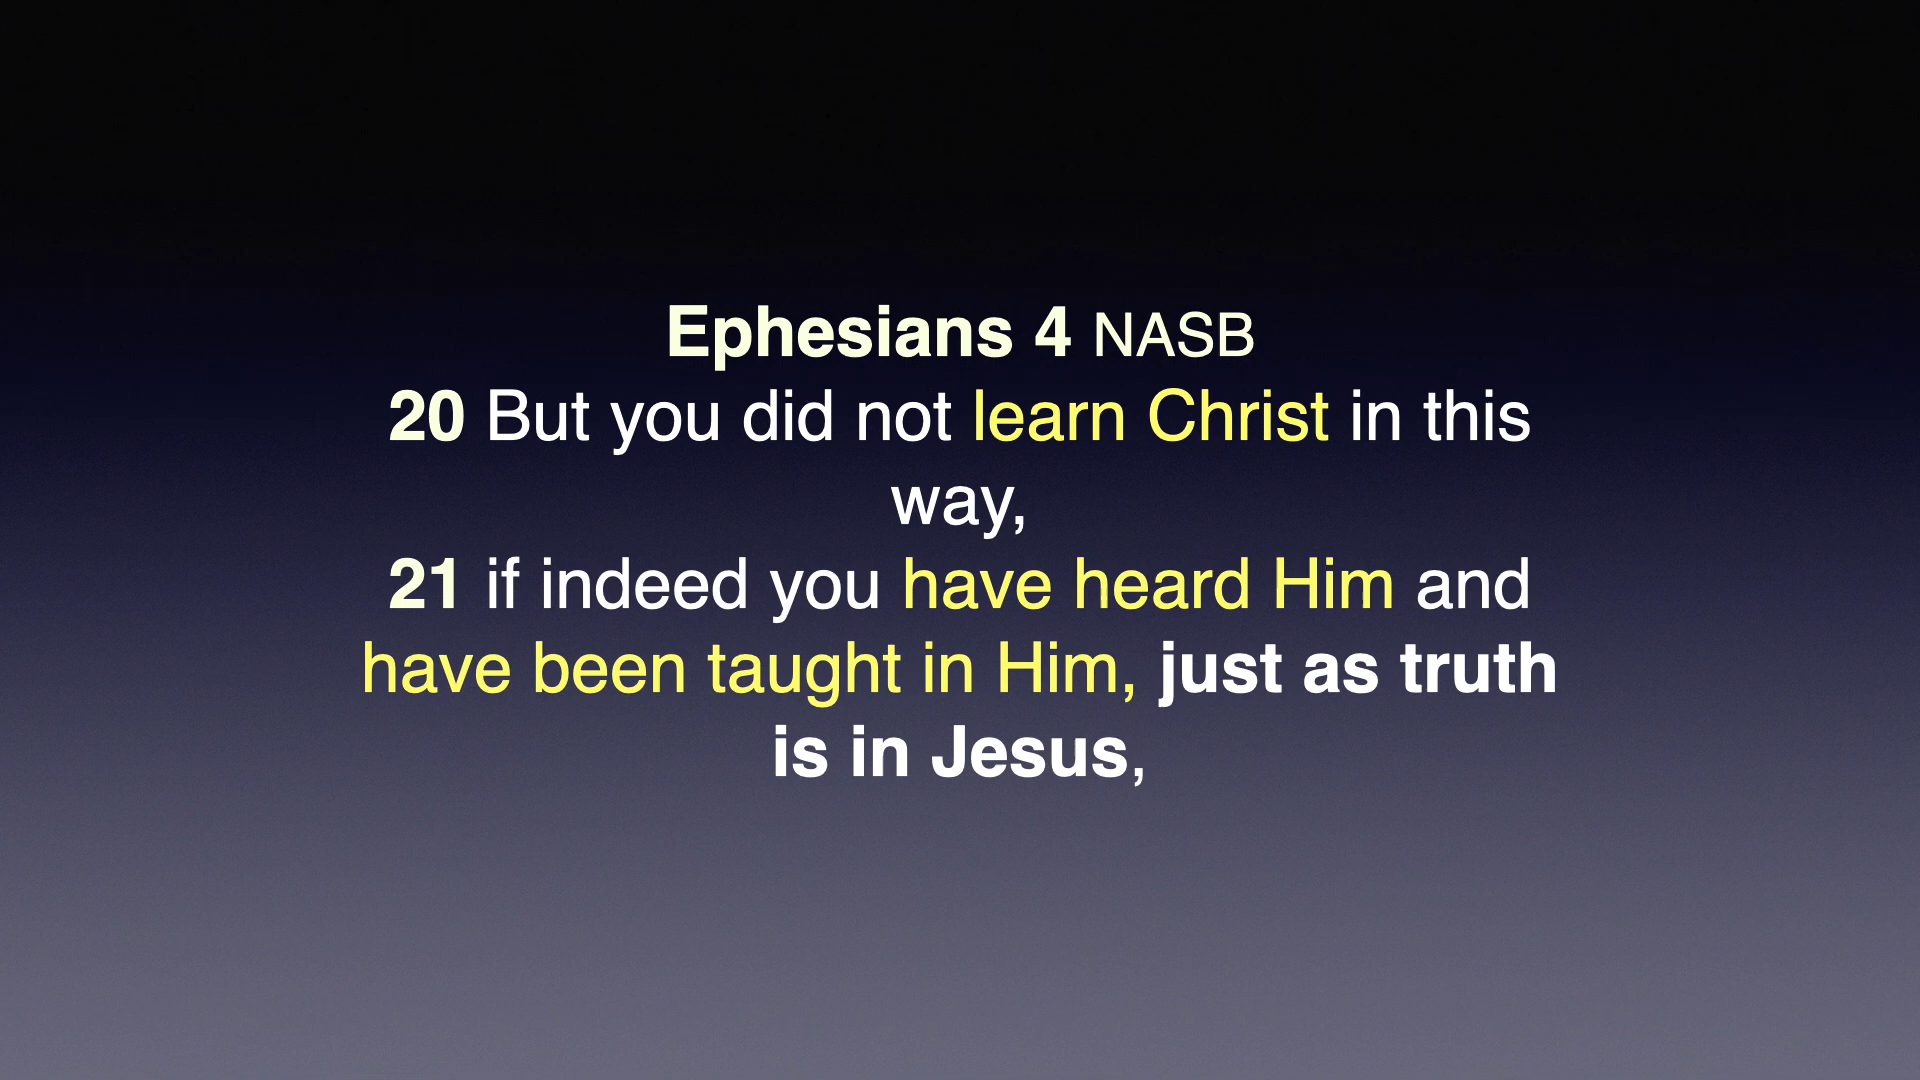 Ephesians 4 NASB
20 But you did not learn Christ in this
way,
21 if indeed you have heard Him and
have been taught in Him, just as truth
is in Jesus,